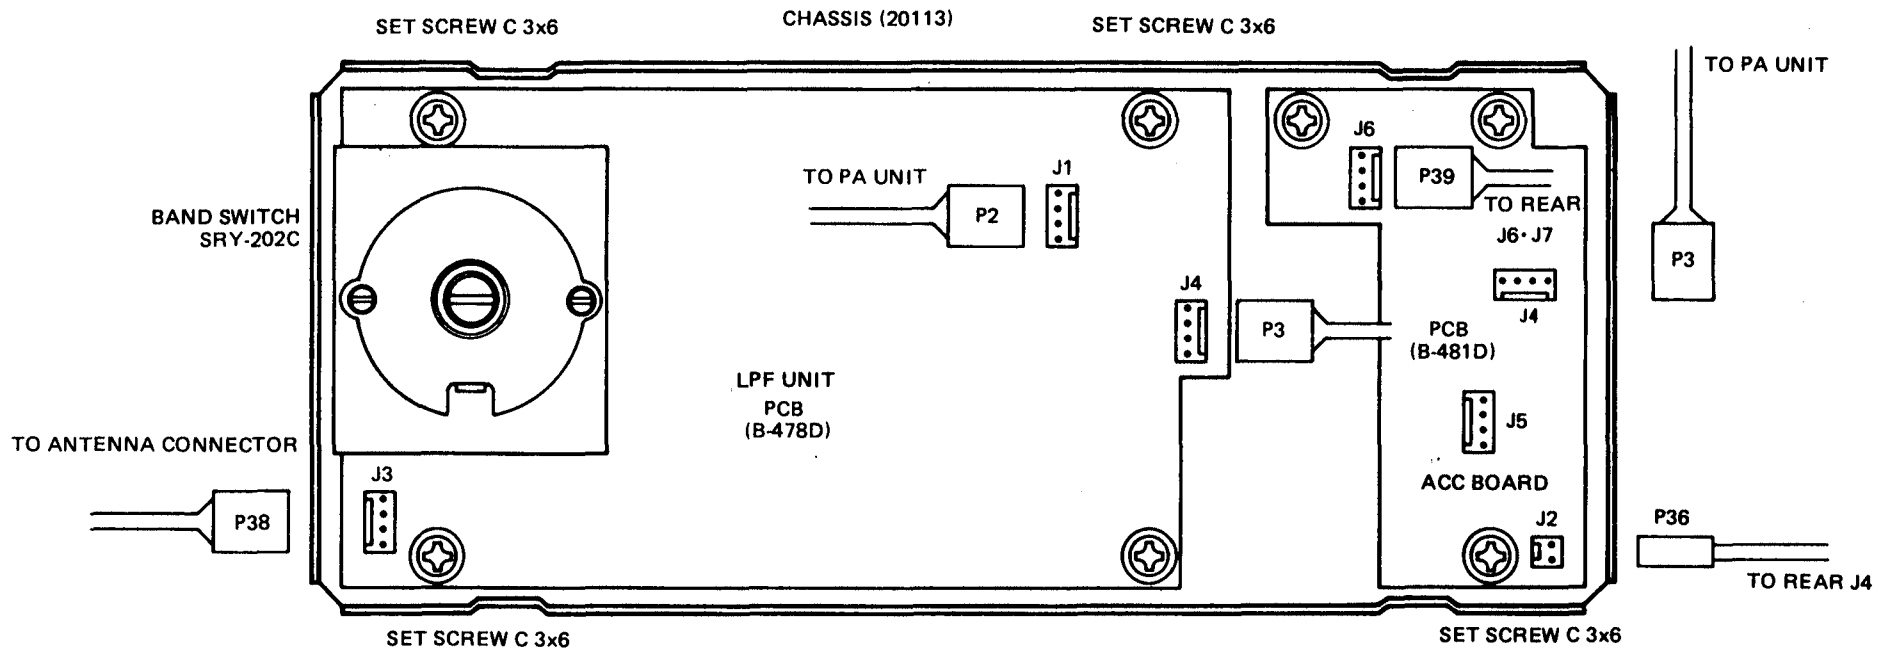 SET SCREW C 3x6
CHASSIS (20113)
SET SCREW C 3x6
TO PA UNIT
J6
P39
TO REAR
J6·J7
TO PA UNIT
P2
J1
BAND SWITCH
SRY-202C
P3
J4
P3
J4
PCB
(B-481D)
LPF UNIT
PCB
(B-478D)
J5
TO ANTENNA CONNECTOR
P38
J3
ACC BOARD
J2
P36
TO REAR J4
SET SCREW C 3x6
SET SCREW C 3x6